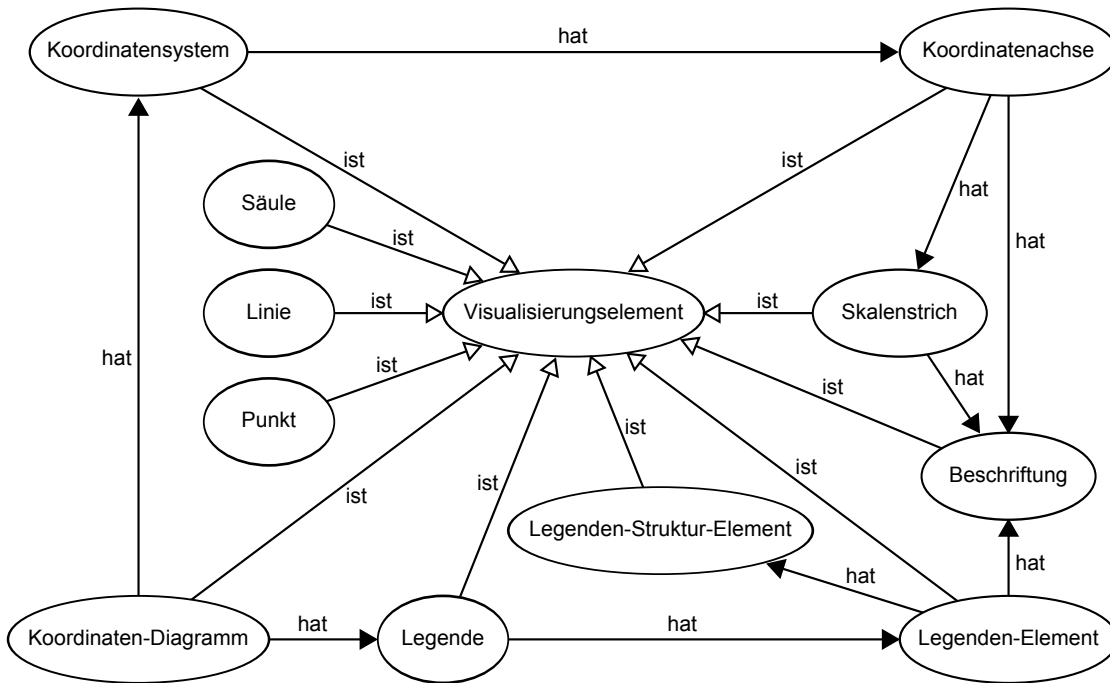 Koordinatensystem
hat
Koordinatenachse
ist
ist
Säule
hat
ist
hat
Linie
ist
Visualisierungselement
ist
Skalenstrich
hat
hat
ist
Punkt
ist
ist
Beschriftung
ist
ist
ist
ist
Legenden-Struktur-Element
hat
hat
Koordinaten-Diagramm
hat
Legende
hat
Legenden-Element